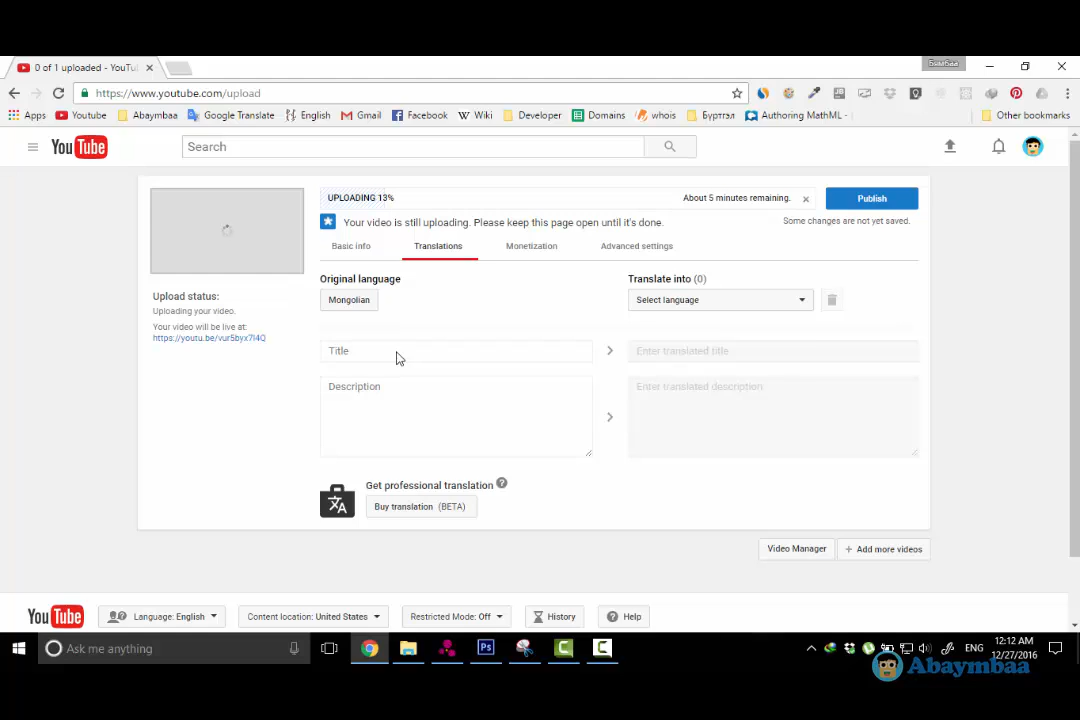 0 of 1 uploaded - YouTu
https://www.youtube.com/upload
Apps Youtube Abaymbaa Google Translate English Gmail Facebook Wiki Developer Domains whois Бүртгэл Authoring MathML - Other bookmarks
YouTube Search
UPLOADING 13% About 5 minutes remaining. Publish
Your video is still uploading. Please keep this page open until it's done. Some changes are not yet saved.
Basic info Translations Monetization Advanced settings
Original language Translate into (0)
Mongolian Select language
Upload status:
Uploading your video.
Your video will be live at:
https://youtu.be/vur5byx7I4Q
Title Enter translated title
Description Enter translated description
Get professional translation ?
Buy translation (BETA)
Video Manager + Add more videos
YouTube Language: English Content location: United States Restricted Mode: Off History Help
Ask me anything Ps ENG 12:12 AM
12/27/2016
Abaymbaa